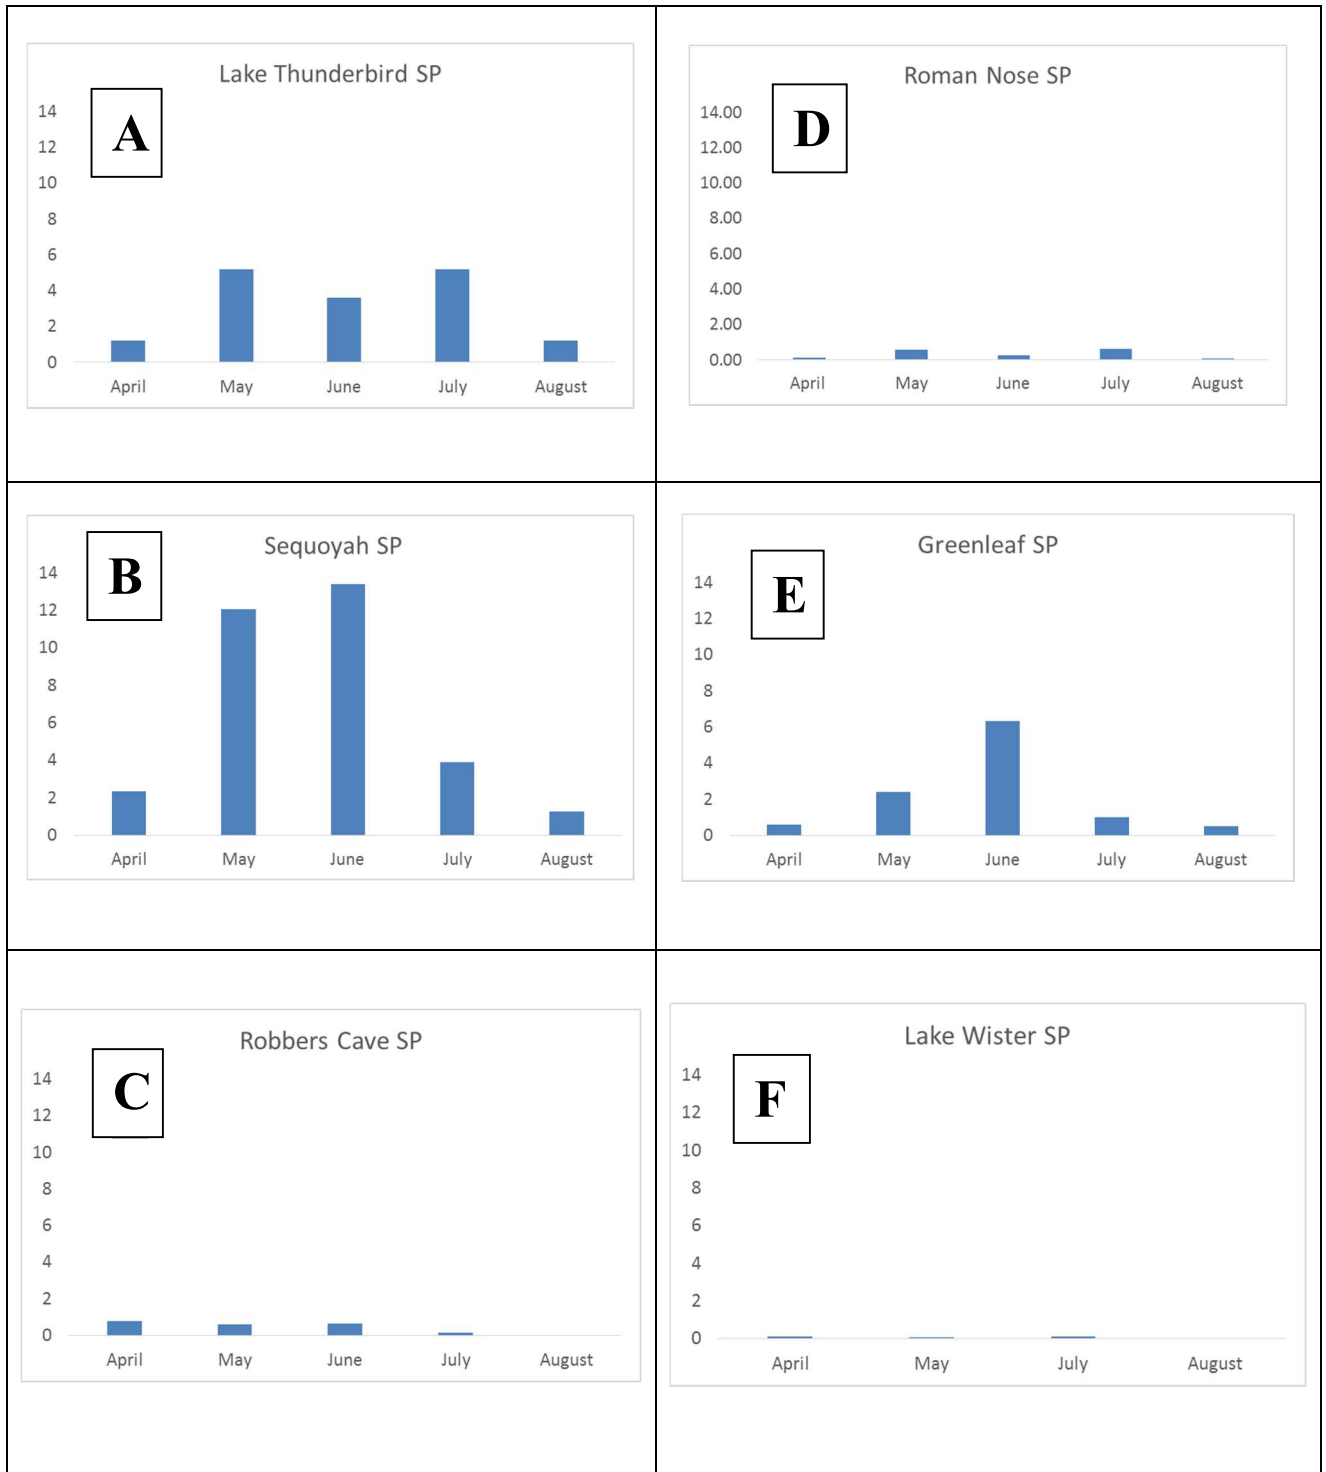 Lake Thunderbird SP
A
14
12
10
8
6
4
2
0
April May June July August
Roman Nose SP
D
14.00
12.00
10.00
8.00
6.00
4.00
2.00
0.00
April May June July August
Sequoyah SP
B
14
12
10
8
6
4
2
0
April May June July August
Greenleaf SP
E
14
12
10
8
6
4
2
0
April May June July August
Robbers Cave SP
C
14
12
10
8
6
4
2
0
April May June July August
Lake Wister SP
F
14
12
10
8
6
4
2
0
April May July August